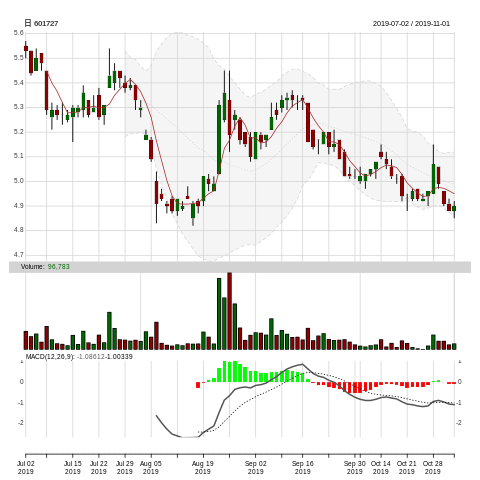 日 601727 2019-07-02 / 2019-11-01
5.6
5.5
5.4
5.3
5.2
5.1
5.0
4.9
4.8
4.7
Volume: 96,783
MACD(12,26,9): -1.08612-1.00339
1 1
0 0
-1 -1
-2 -2
Jul 02 Jul 15 Jul 22 Jul 29 Aug 05 Aug 19 Sep 02 Sep 16 Sep 30 Oct 14 Oct 21 Oct 28
2019 2019 2019 2019 2019 2019 2019 2019 2019 2019 2019 2019